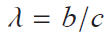 λ = b/c